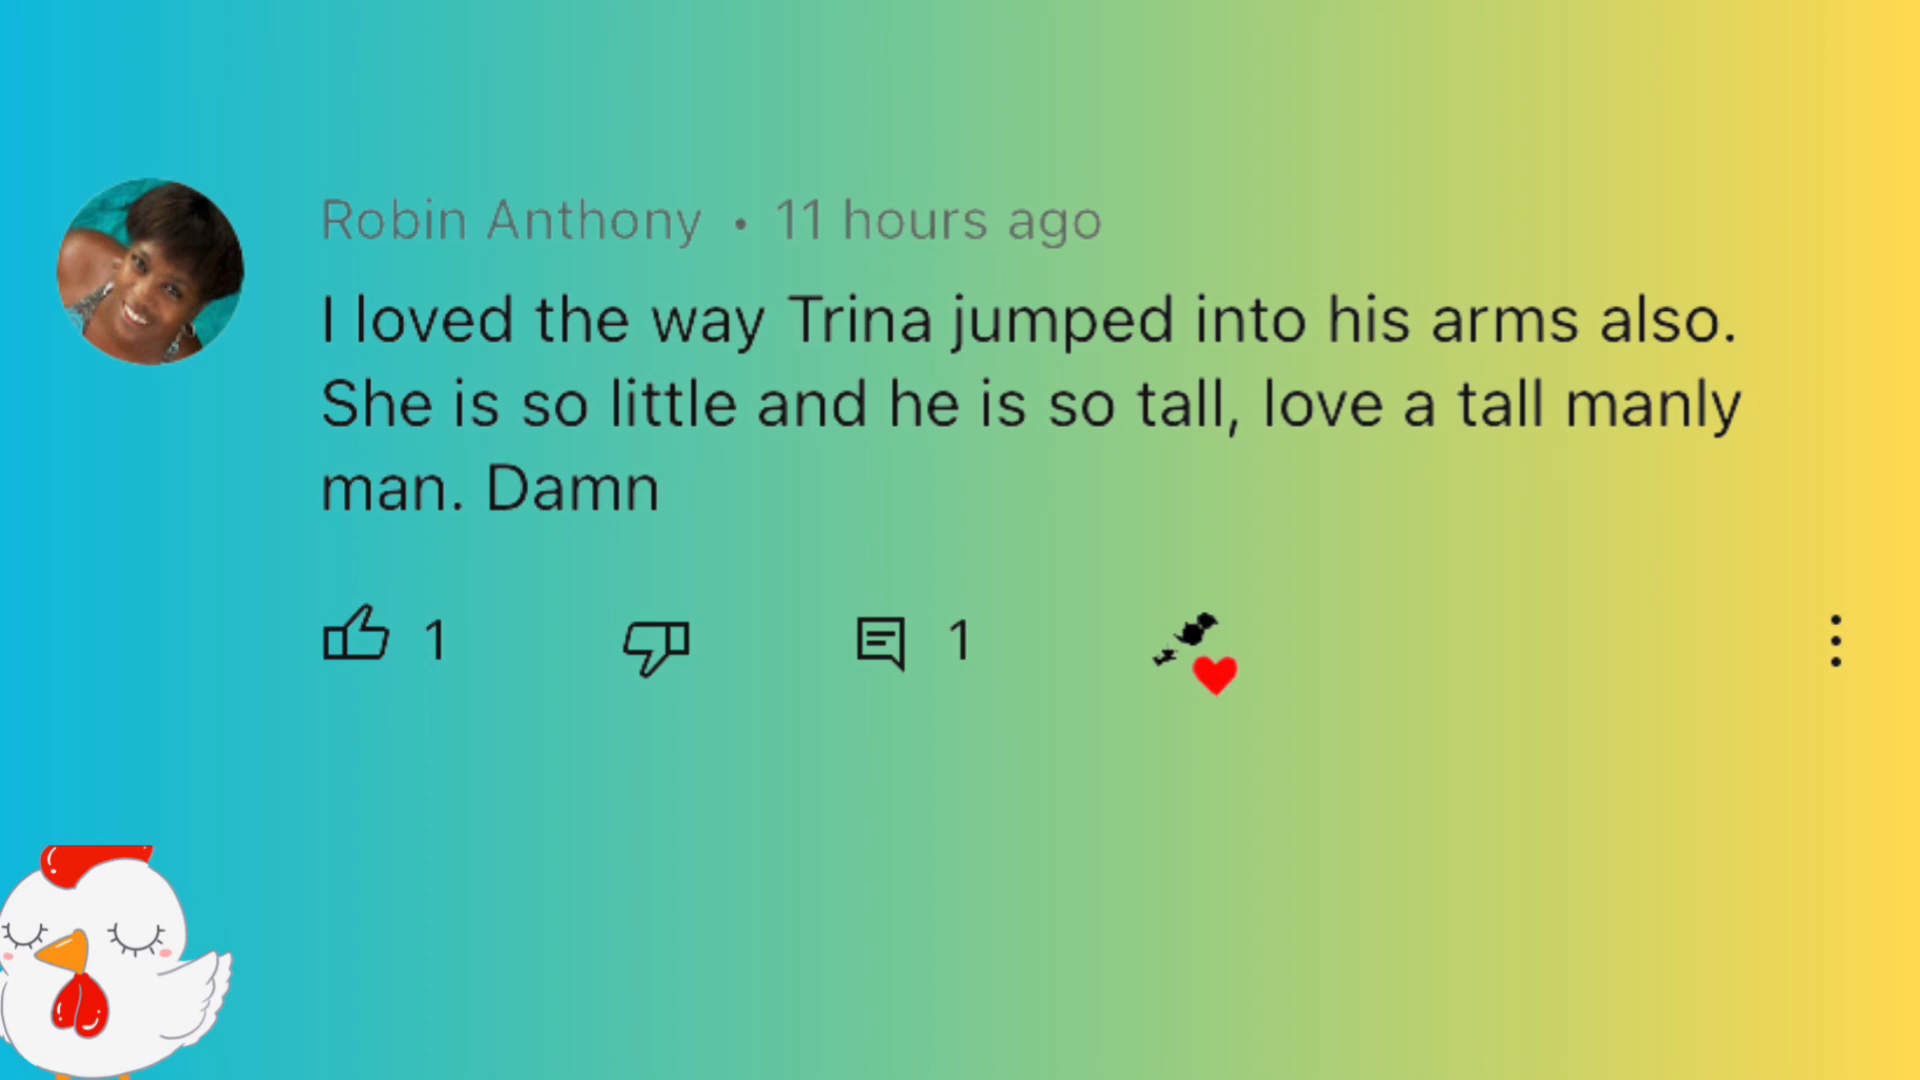 Robin Anthony • 11 hours ago
I loved the way Trina jumped into his arms also.
She is so little and he is so tall, love a tall manly
man. Damn
1 1